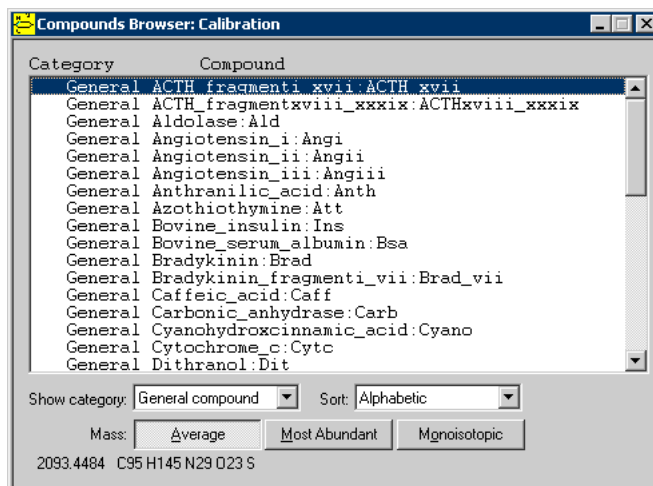 Compounds Browser: Calibration
Category Compound
General ACTH_fragmenti_xvii:ACTH_xvii
General ACTH_fragmentxviii_xxxix:ACTHxviii_xxxix
General Aldolase:Ald
General Angiotensin_i:Angi
General Angiotensin_ii:Angii
General Angiotensin_iii:Angiii
General Anthranilic_acid:Anth
General Azothiothymine:Att
General Bovine_insulin:Ins
General Bovine_serum_albumin:Bsa
General Bradykinin:Brad
General Bradykinin_fragmenti_vii:Brad_vii
General Caffeic_acid:Caff
General Carbonic_anhydrase:Carb
General Cyanohydroxcinnamic_acid:Cyano
General Cytochrome_c:Cytc
General Dithranol:Dit
Show category: General compound Sort: Alphabetic
Mass: Average Most Abundant Monoisotopic
2093.4484 C95 H145 N29 O23 S